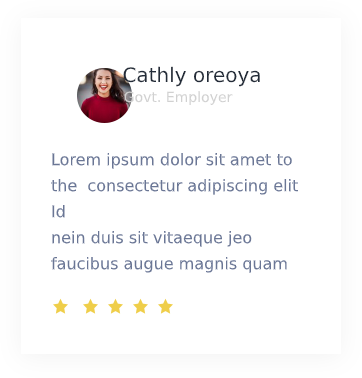 Cathly oreoya
Govt. Employer
Lorem ipsum dolor sit amet to
the  consectetur adipiscing elit
Id
nein duis sit vitaeque jeo
faucibus augue magnis quam